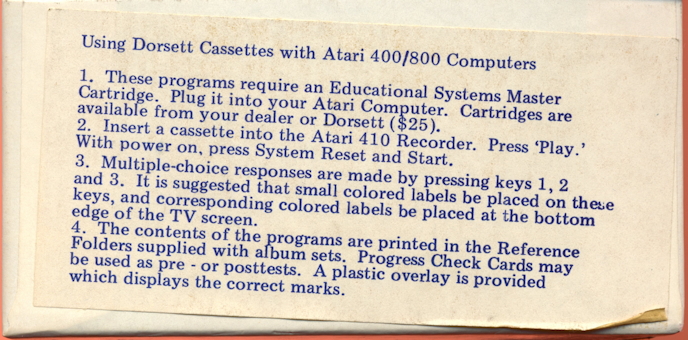 Using Dorsett Cassettes with Atari 400/800 Computers
1. These programs require an Educational Systems Master
Cartridge. Plug it into your Atari Computer. Cartridges are
available from your dealer or Dorsett ($25).
2. Insert a cassette into the Atari 410 Recorder. Press 'Play.'
With power on, press System Reset and Start.
3. Multiple-choice responses are made by pressing keys 1, 2
and 3. It is suggested that small colored labels be placed on these
keys, and corresponding colored labels be placed at the bottom
edge of the TV screen.
4. The contents of the programs are printed in the Reference
Folders supplied with album sets. Progress Check Cards may
be used as pre - or posttests. A plastic overlay is provided
which displays the correct marks.